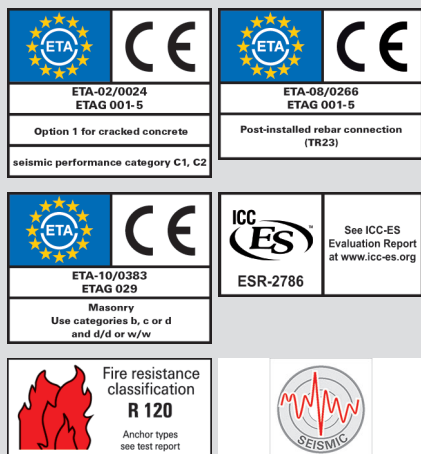 ETA
CE
ETA-02/0024
ETAG 001-5
Option 1 for cracked concrete
seismic performance category C1, C2
ETA
CE
ETA-08/0266
ETAG 001-5
Post-installed rebar connection
(TR23)
ETA
CE
ETA-10/0383
ETAG 029
Masonry
Use categories b, c or d
and d/d or w/w
ICC
ES
™
ESR-2786
See ICC-ES
Evaluation Report
at www.icc-es.org
Fire resistance
classification
R 120
Anchor types
see test report
SEISMIC